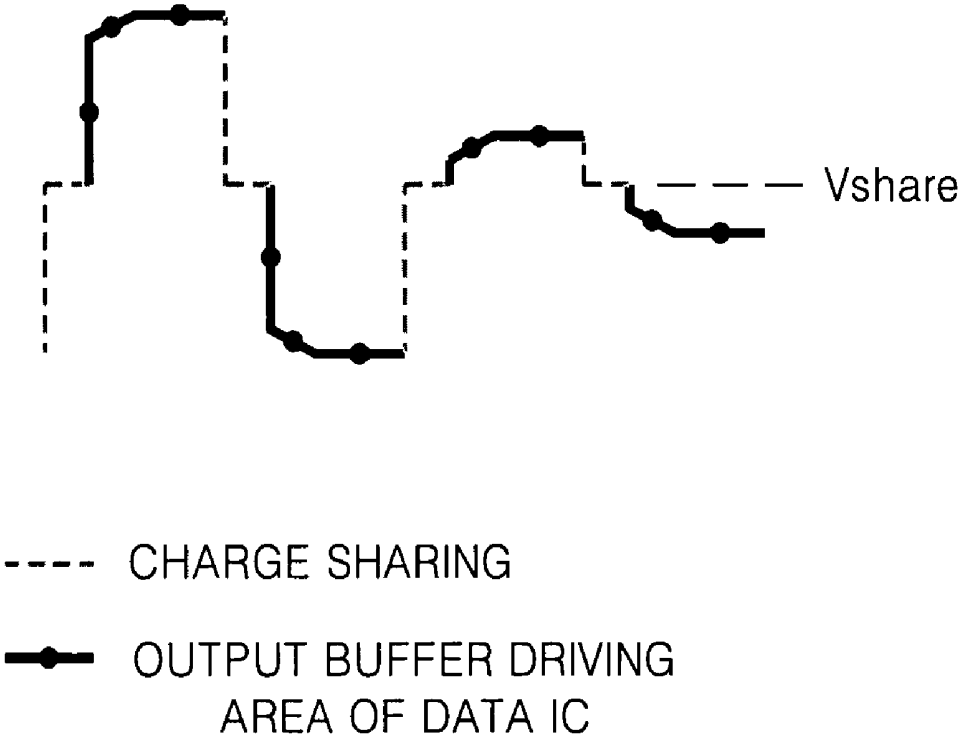 Vshare
CHARGE SHARING
OUTPUT BUFFER DRIVING
AREA OF DATA IC